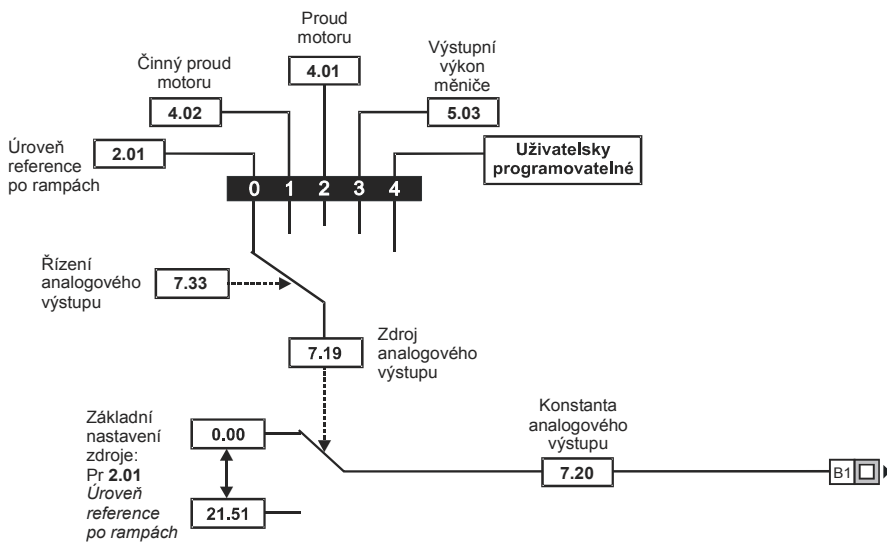 Proud
motoru
4.01
Činný proud
motoru
4.02
Výstupní
výkon
měniče
5.03
Úroveň
reference
po rampách
2.01
Uživatelsky
programovatelné
0 1 2 3 4
Řízení
analogového
výstupu
7.33
Zdroj
analogového
výstupu
7.19
Základní
nastavení
zdroje:
Pr 2.01
Úroveň
reference
po rampách
0.00
21.51
Konstanta
analogového
výstupu
7.20
B1